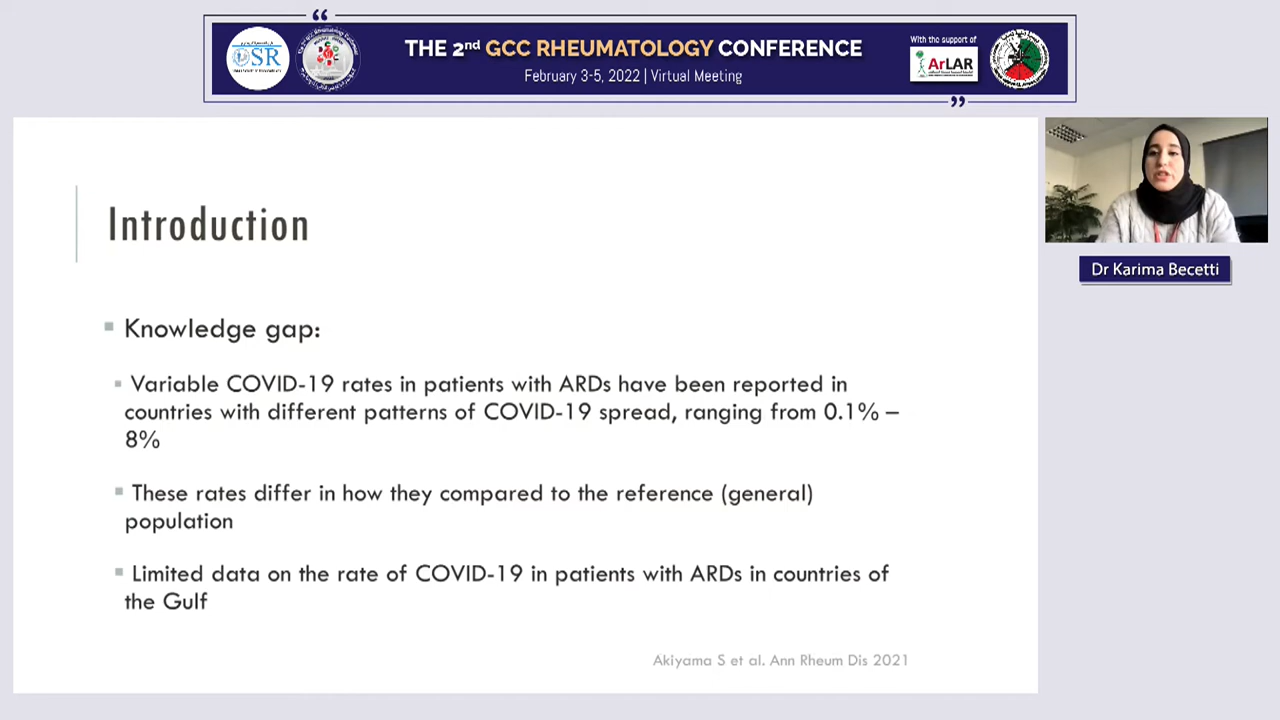 “
THE 2nd GCC RHEUMATOLOGY CONFERENCE
February 3-5, 2022 | Virtual Meeting
OSR
With the support of
ArLAR
”
Introduction
Dr Karima Becetti
Knowledge gap:
Variable COVID-19 rates in patients with ARDs have been reported in
countries with different patterns of COVID-19 spread, ranging from 0.1% –
8%
These rates differ in how they compared to the reference (general)
population
Limited data on the rate of COVID-19 in patients with ARDs in countries of
the Gulf
Akiyama S et al. Ann Rheum Dis 2021